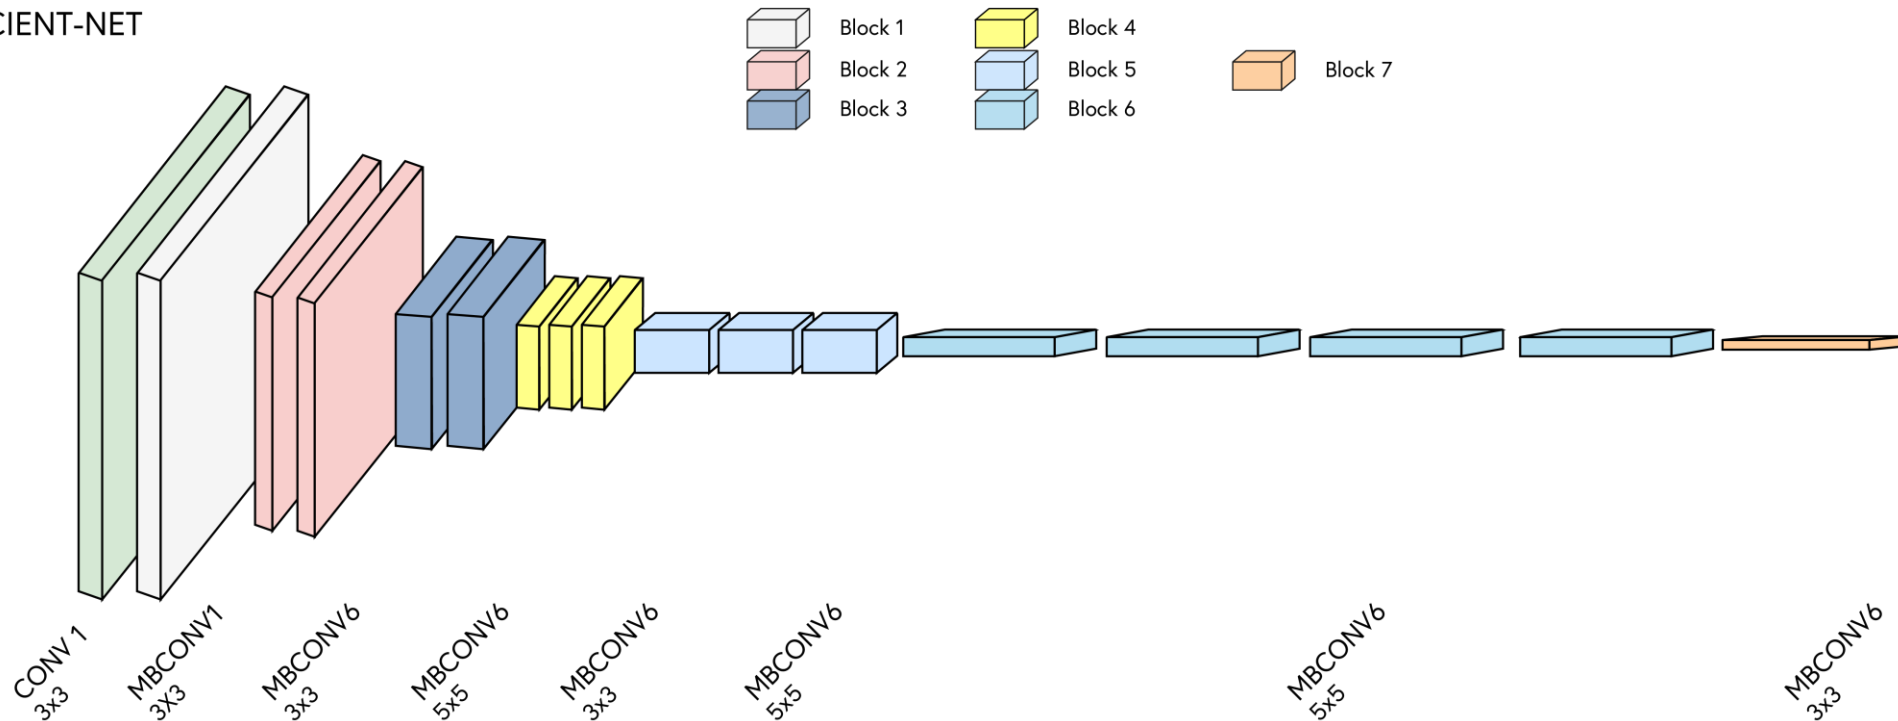 CIENT-NET
Block 1
Block 2
Block 3
Block 4
Block 5
Block 6
Block 7
CONV 1
3x3
MBCONV1
3X3
MBCONV6
3x3
MBCONV6
5x5
MBCONV6
3x3
MBCONV6
5x5
MBCONV6
5x5
MBCONV6
3x3